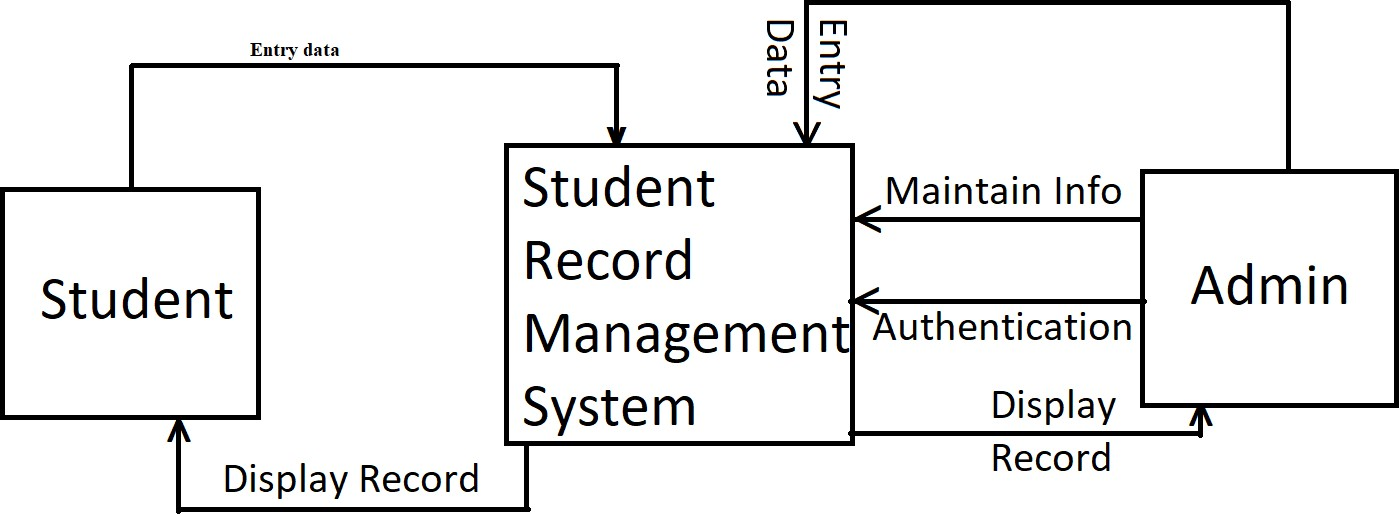 Entry data
Entry
Data
Student
Student
Record
Management
System
Maintain Info
Authentication
Admin
Display
Record
Display Record